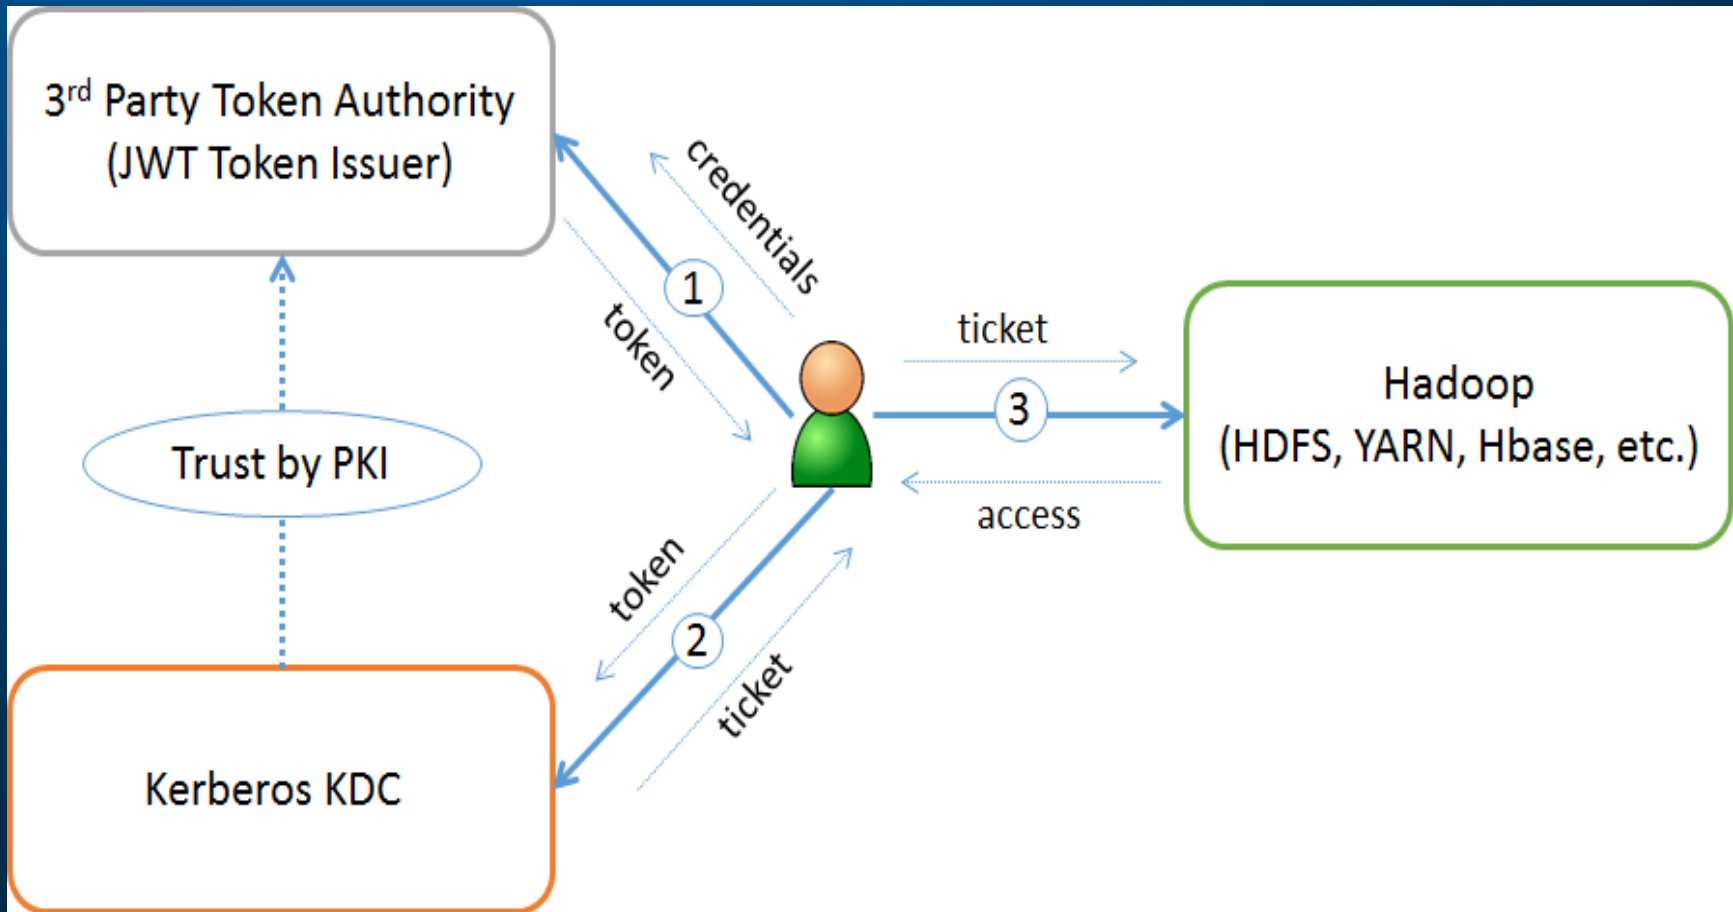 3rd Party Token Authority
(JWT Token Issuer)
credentials
1
token
ticket
3
Hadoop
(HDFS, YARN, Hbase, etc.)
access
Trust by PKI
token
2
ticket
Kerberos KDC